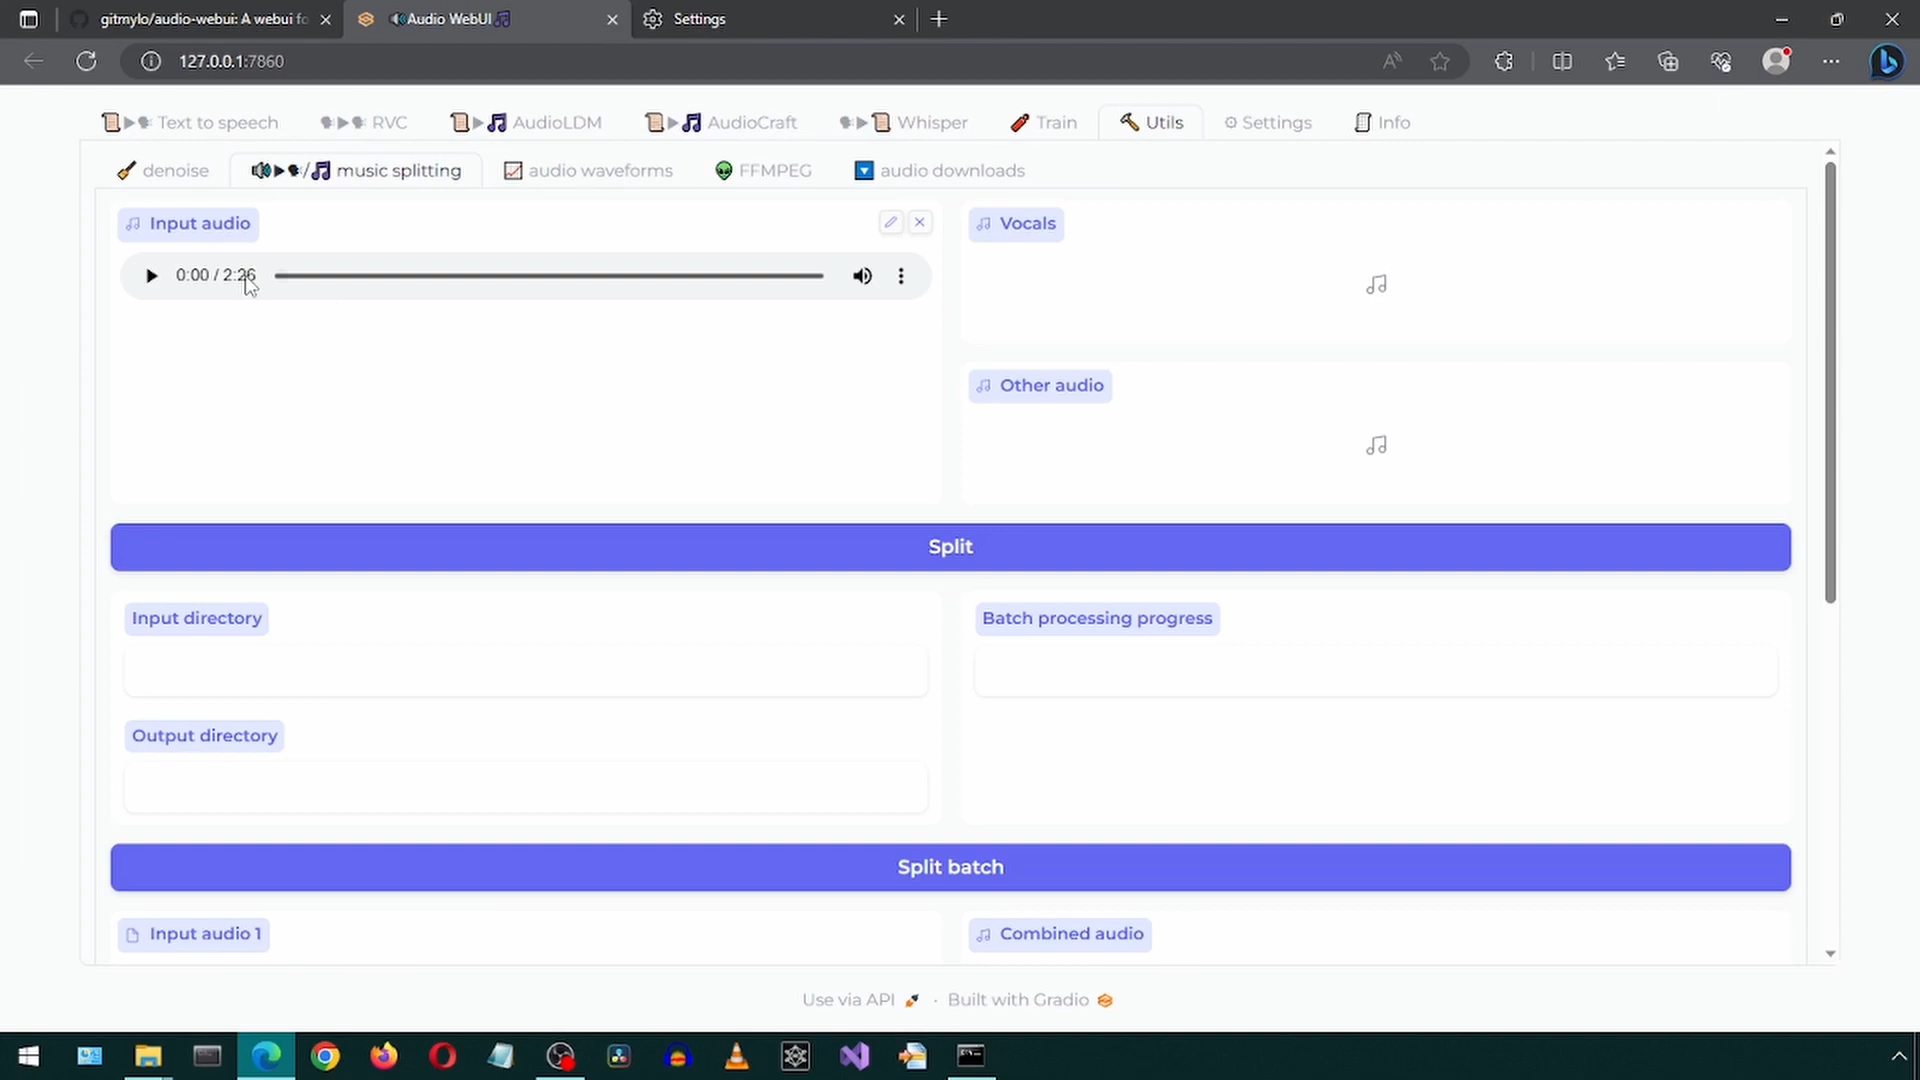 gitmylo/audio-webui: A webui fo
Audio WebUI
Settings
127.0.0.1:7860
Text to speech
RVC
AudioLDM
AudioCraft
Whisper
Train
Utils
Settings
Info
denoise
music splitting
audio waveforms
FFMPEG
audio downloads
Input audio
0:00 / 2:26
Vocals
Other audio
Split
Input directory
Batch processing progress
Output directory
Split batch
Input audio 1
Combined audio
Use via API · Built with Gradio